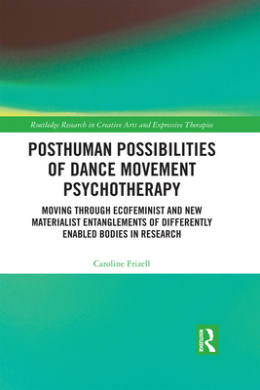 Routledge Research in Creative Arts and Expressive Therapies
POSTHUMAN POSSIBILITIES
OF DANCE MOVEMENT
PSYCHOTHERAPY
MOVING THROUGH ECOFEMINIST AND NEW
MATERIALIST ENTANGLEMENTS OF DIFFERENTLY
ENABLED BODIES IN RESEARCH
Caroline Frizell
ROUTLEDGE